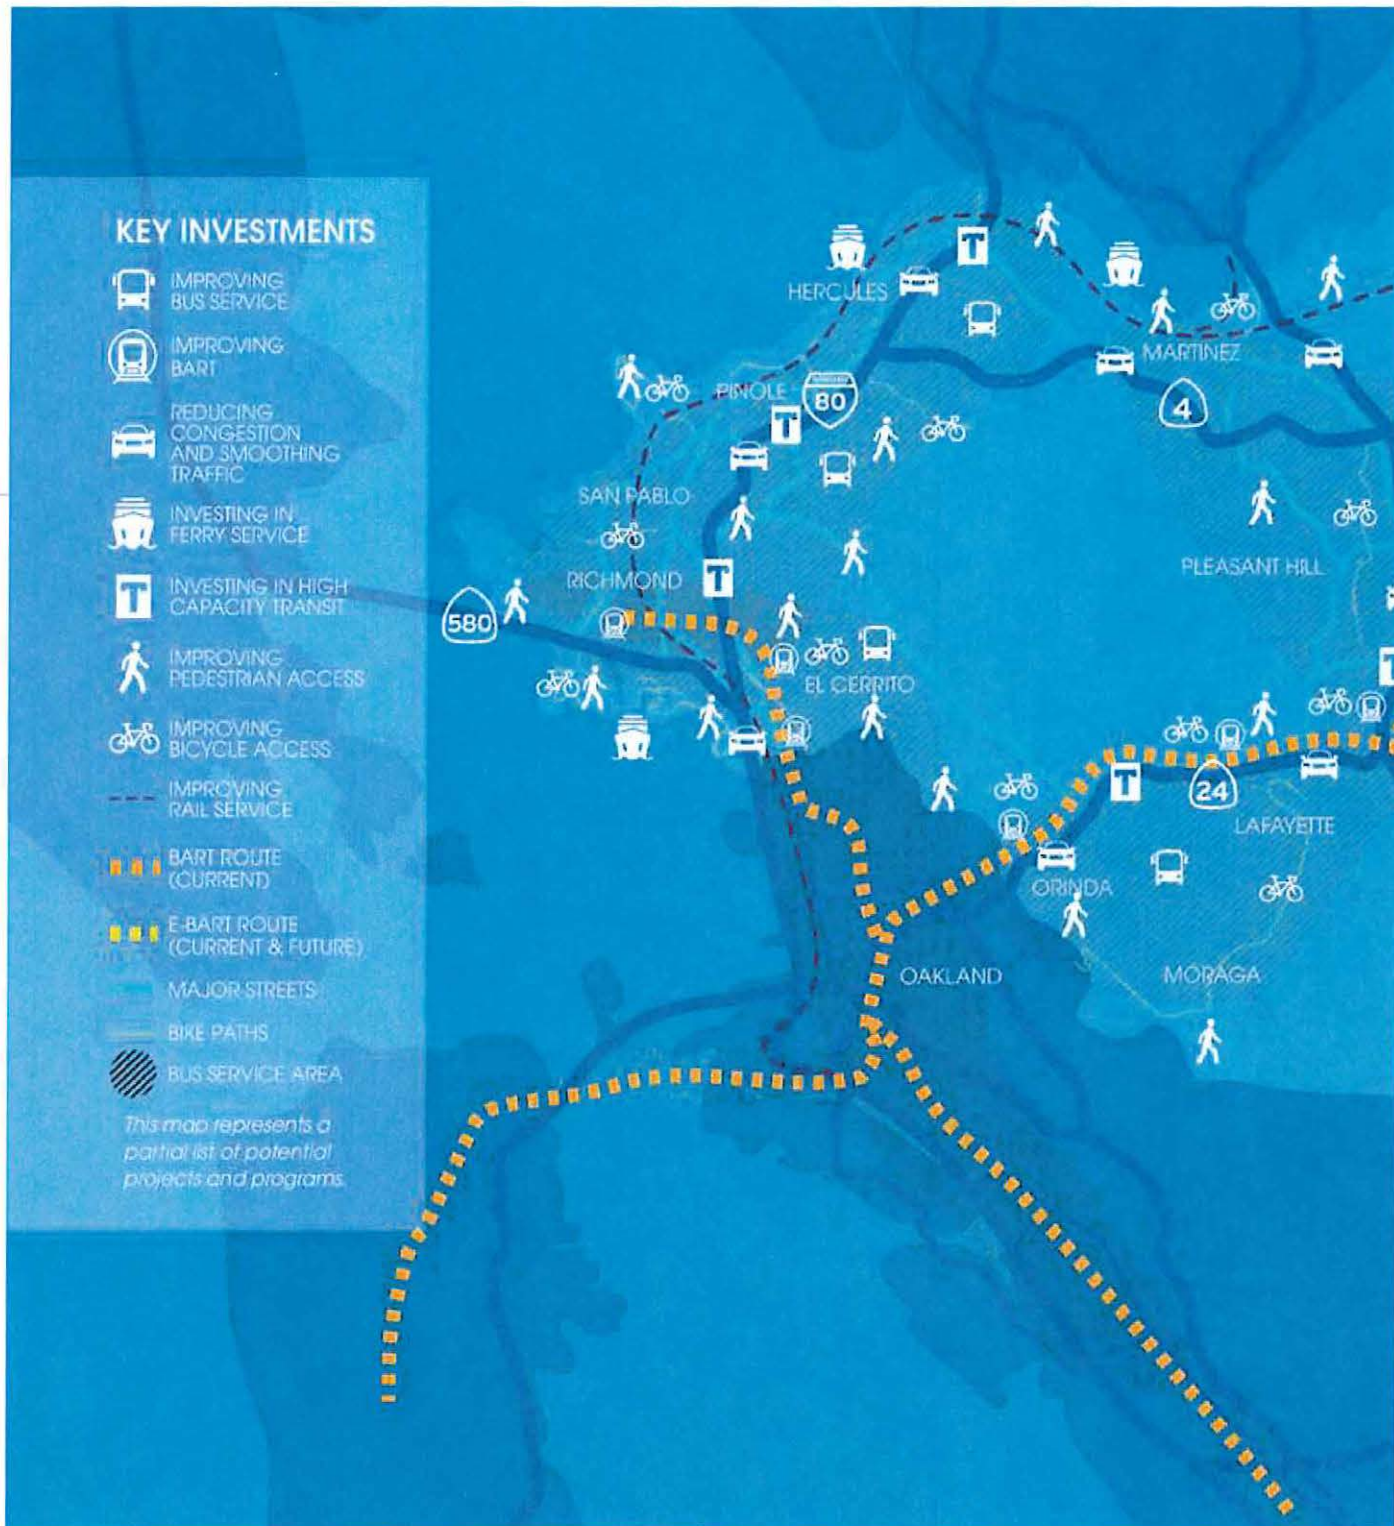 KEY INVESTMENTS
IMPROVING
BUS SERVICE
IMPROVING
BART
REDUCING
CONGESTION
AND SMOOTHING
TRAFFIC
INVESTING IN
FERRY SERVICE
T
INVESTING IN HIGH
CAPACITY TRANSIT
IMPROVING
PEDESTRIAN ACCESS
IMPROVING
BICYCLE ACCESS
IMPROVING
RAIL SERVICE
BART ROUTE
(CURRENT)
E-BART ROUTE
(CURRENT & FUTURE)
MAJOR STREETS
BIKE PATHS
BUS SERVICE AREA
This map represents a
partial list of potential
projects and programs.
T
HERCULES
MARTINEZ
PINOLE
80
4
T
SAN PABLO
PLEASANT HILL
RICHMOND
T
580
EL CERRITO
T
T
24
LAFAYETTE
ORINDA
OAKLAND
MORAGA